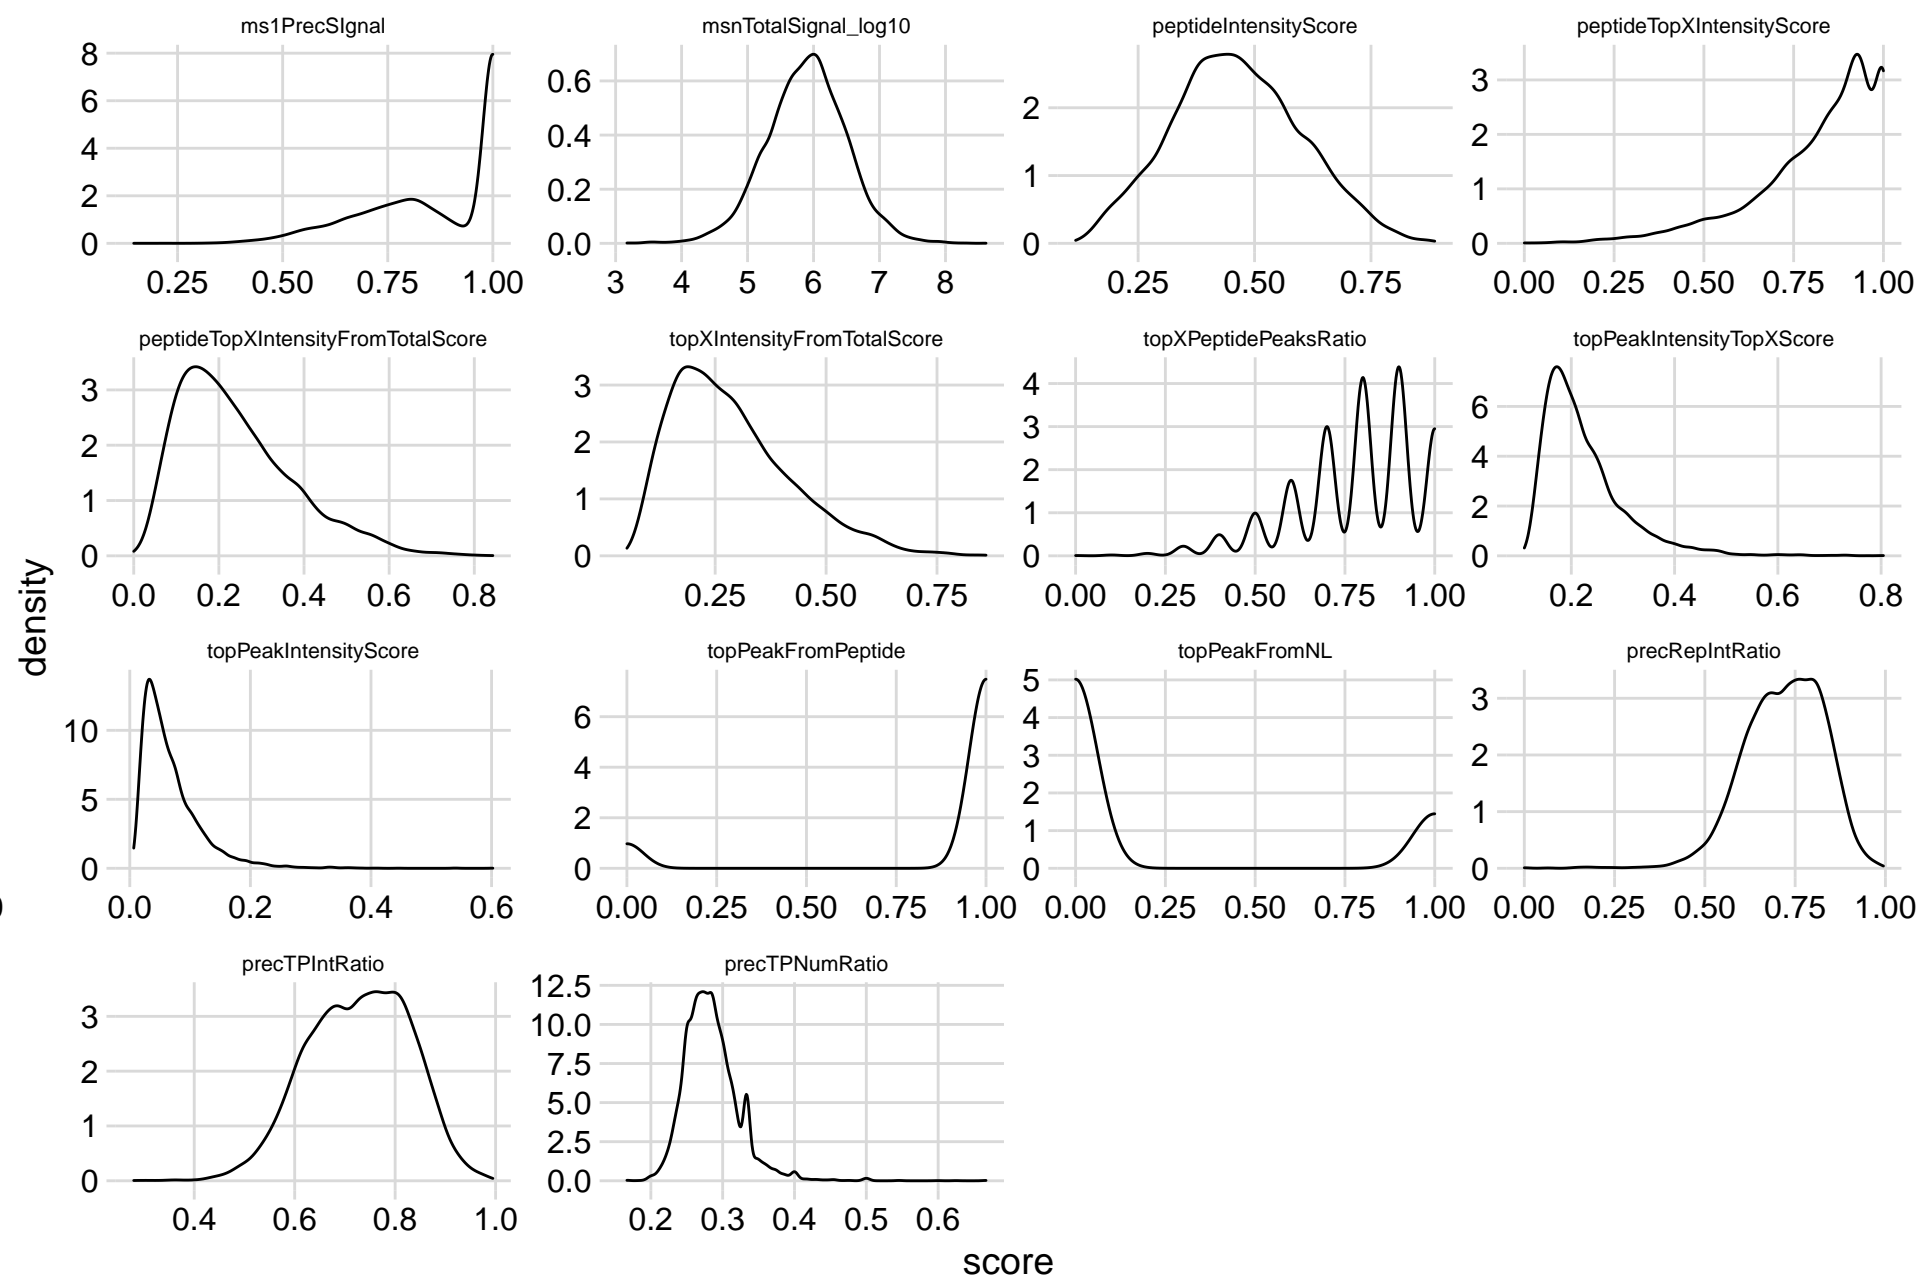 ms1PrecSIgnal msnTotalSignal_log10 peptideIntensityScore peptideTopXIntensityScore
8 6 4 2 0
0.25 0.50 0.75 1.00
0.6 0.4 0.2 0.0
3 4 5 6 7 8
2 1 0
0.25 0.50 0.75
3 2 1 0
0.00 0.25 0.50 0.75 1.00
peptideTopXIntensityFromTotalScore topXIntensityFromTotalScore topXPeptidePeaksRatio topPeakIntensityTopXScore
3 2 1 0
0.0 0.2 0.4 0.6 0.8
3 2 1 0
0.25 0.50 0.75
4 3 2 1 0
0.00 0.25 0.50 0.75 1.00
6 4 2 0
0.2 0.4 0.6 0.8
density
topPeakIntensityScore topPeakFromPeptide topPeakFromNL precRepIntRatio
10 5 0
0.0 0.2 0.4 0.6
6 4 2 0
0.00 0.25 0.50 0.75 1.00
5 4 3 2 1 0
0.00 0.25 0.50 0.75 1.00
3 2 1 0
0.00 0.25 0.50 0.75 1.00
precTPIntRatio precTPNumRatio
3 2 1 0
0.4 0.6 0.8 1.0
12.5 10.0 7.5 5.0 2.5 0.0
0.2 0.3 0.4 0.5 0.6
score